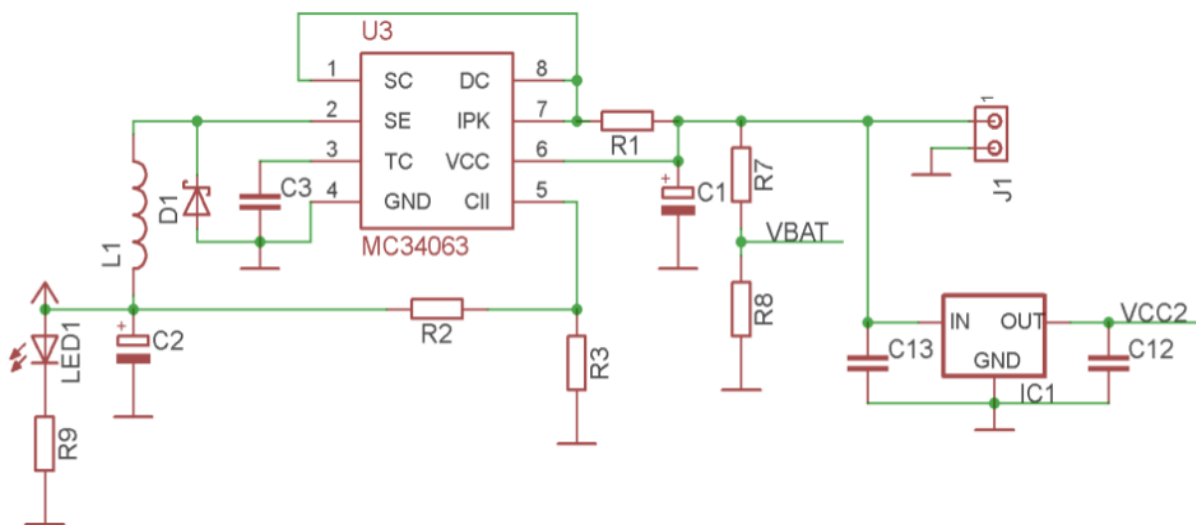 U3
1
SC
DC
8
2
SE
IPK
7
3
TC
VCC
6
4
GND
CII
5
MC34063
R1
C3
D1
L1
+
C1
R7
VBAT
R8
1
J1
LED1
+
C2
R2
R3
R9
IN
OUT
GND
IC1
VCC2
C13
C12